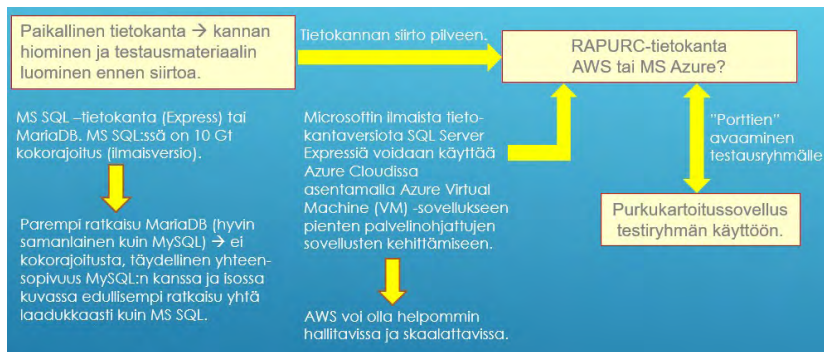 Paikallinen tietokanta → kannan
hiominen ja testausmateriaalin
luominen ennen siirtoa.
Tietokannan siirto pilveen.
RAPURC-tietokanta
AWS tai MS Azure?
MS SQL –tietokanta (Express) tai
MariaDB. MS SQL:ssä on 10 Gt
kokorajoitus (ilmaisversio).
Parempi ratkaisu MariaDB (hyvin
samanlainen kuin MySQL) → ei
kokorajoitusta, täydellinen yhteen-
sopivuus MySQL:n kanssa ja isossa
kuvassa edullisempi ratkaisu yhtä
laadukkaasti kuin MS SQL.
Microsoftin ilmaista tieto-
kantaversiota SQL Server
Expressiä voidaan käyttää
Azure Cloudissa
asentamalla Azure Virtual
Machine (VM) -sovellukseen
pienten palvelinohjattujen
sovellusten kehittämiseen.
AWS voi olla helpommin
hallitavissa ja skaalattavissa.
"Porttien"
avaaminen
testausryhmälle
Purkukartoitussovellus
testiryhmän käyttöön.